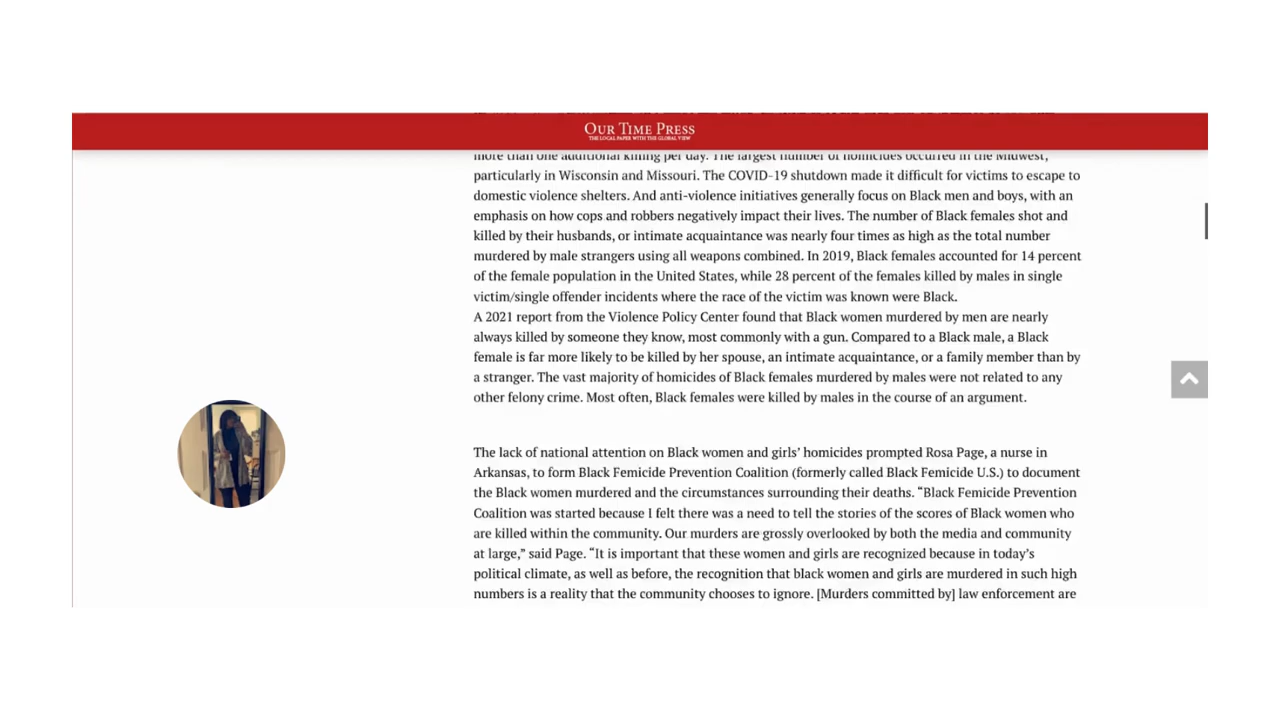 OUR TIME PRESS
THE LOCAL PAPER WITH THE GLOBAL VIEW
more than one additional killing per day. The largest number of homicides occurred in the Midwest,
particularly in Wisconsin and Missouri. The COVID-19 shutdown made it difficult for victims to escape to
domestic violence shelters. And anti-violence initiatives generally focus on Black men and boys, with an
emphasis on how cops and robbers negatively impact their lives. The number of Black females shot and
killed by their husbands, or intimate acquaintance was nearly four times as high as the total number
murdered by male strangers using all weapons combined. In 2019, Black females accounted for 14 percent
of the female population in the United States, while 28 percent of the females killed by males in single
victim/single offender incidents where the race of the victim was known were Black.
A 2021 report from the Violence Policy Center found that Black women murdered by men are nearly
always killed by someone they know, most commonly with a gun. Compared to a Black male, a Black
female is far more likely to be killed by her spouse, an intimate acquaintance, or a family member than by
a stranger. The vast majority of homicides of Black females murdered by males were not related to any
other felony crime. Most often, Black females were killed by males in the course of an argument.
The lack of national attention on Black women and girls’ homicides prompted Rosa Page, a nurse in
Arkansas, to form Black Femicide Prevention Coalition (formerly called Black Femicide U.S.) to document
the Black women murdered and the circumstances surrounding their deaths. “Black Femicide Prevention
Coalition was started because I felt there was a need to tell the stories of the scores of Black women who
are killed within the community. Our murders are grossly overlooked by both the media and community
at large,” said Page. “It is important that these women and girls are recognized because in today’s
political climate, as well as before, the recognition that black women and girls are murdered in such high
numbers is a reality that the community chooses to ignore. [Murders committed by] law enforcement are